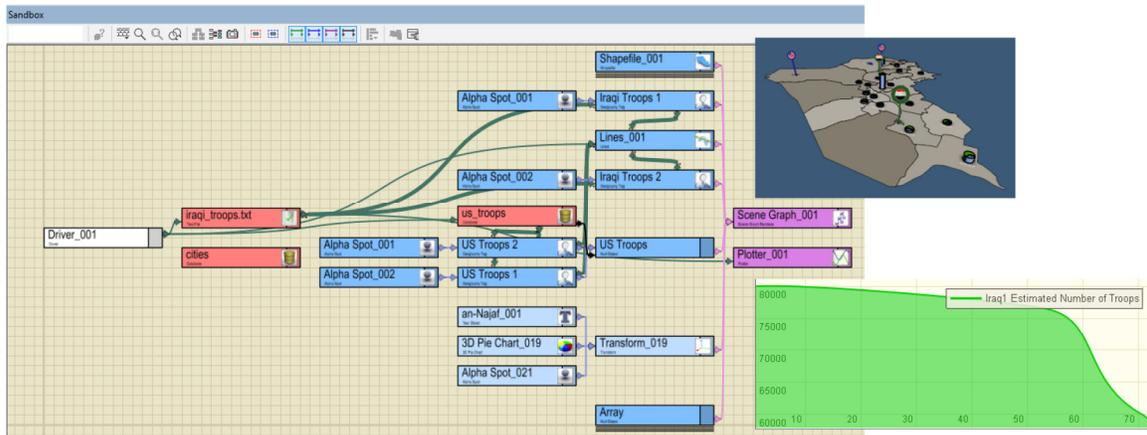 Sandbox
Shapefile_001
Alpha Spot_001
Iraqi Troops 1
Lines_001
Alpha Spot_002
Iraqi Troops 2
iraqi_troops.txt
us_troops
Scene Graph_001
Driver_001
Alpha Spot_001
US Troops 2
US Troops
cities
Plotter_001
Alpha Spot_002
US Troops 1
an-Najaf_001
3D Pie Chart_019
Transform_019
Alpha Spot_021
Array
80000
Iraq1 Estimated Number of Troops
75000
70000
65000
60000
10
20
30
40
50
60
70